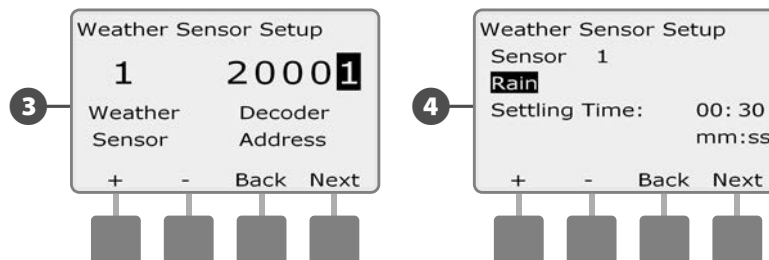 3
Weather Sensor Setup
1 20001
Weather Sensor
Decoder Address
+ - Back Next
4
Weather Sensor Setup
Sensor 1
Rain
Settling Time: 00:30
mm:ss
+ - Back Next